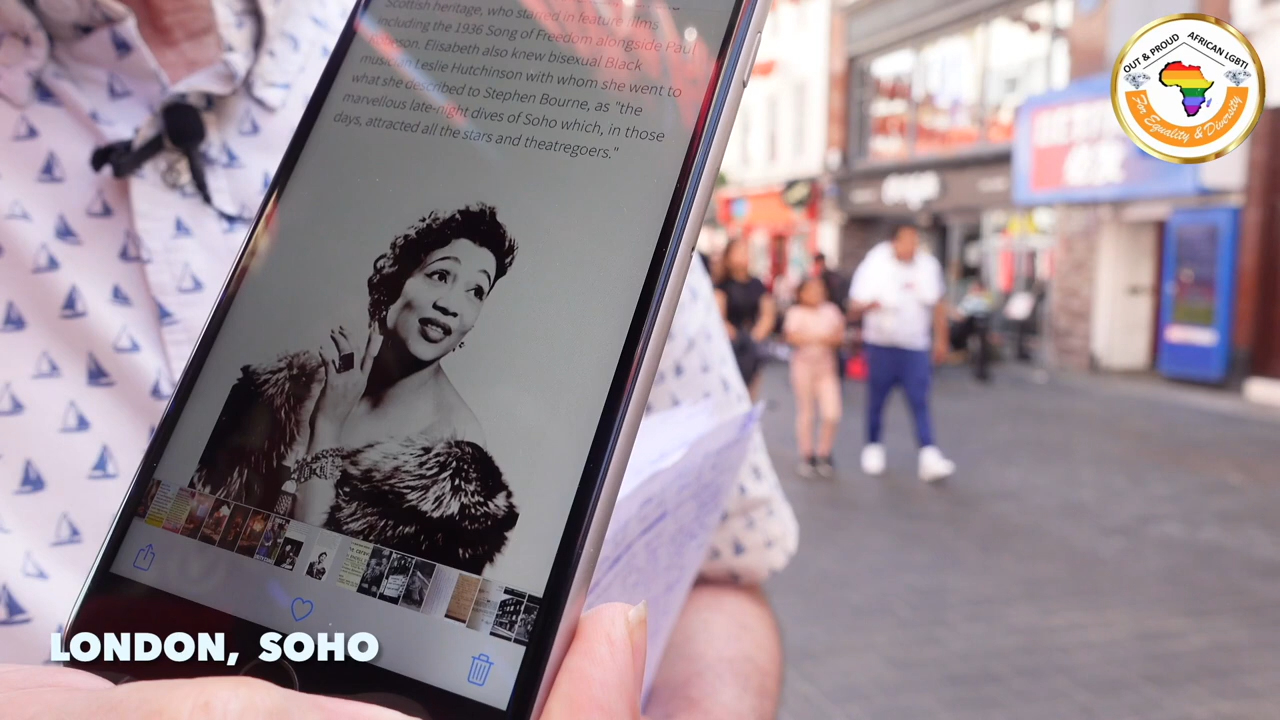 Scottish heritage, who starred in feature films
including the 1936 Song of Freedom alongside Paul
Robeson. Elisabeth also knew bisexual Black
musician Leslie Hutchinson with whom she went to
what she described to Stephen Bourne, as "the
marvellous late-night dives of Soho which, in those
days, attracted all the stars and theatregoers."
OUT & PROUD AFRICAN LGBTI
For Equality & Diversity
LONDON, SOHO